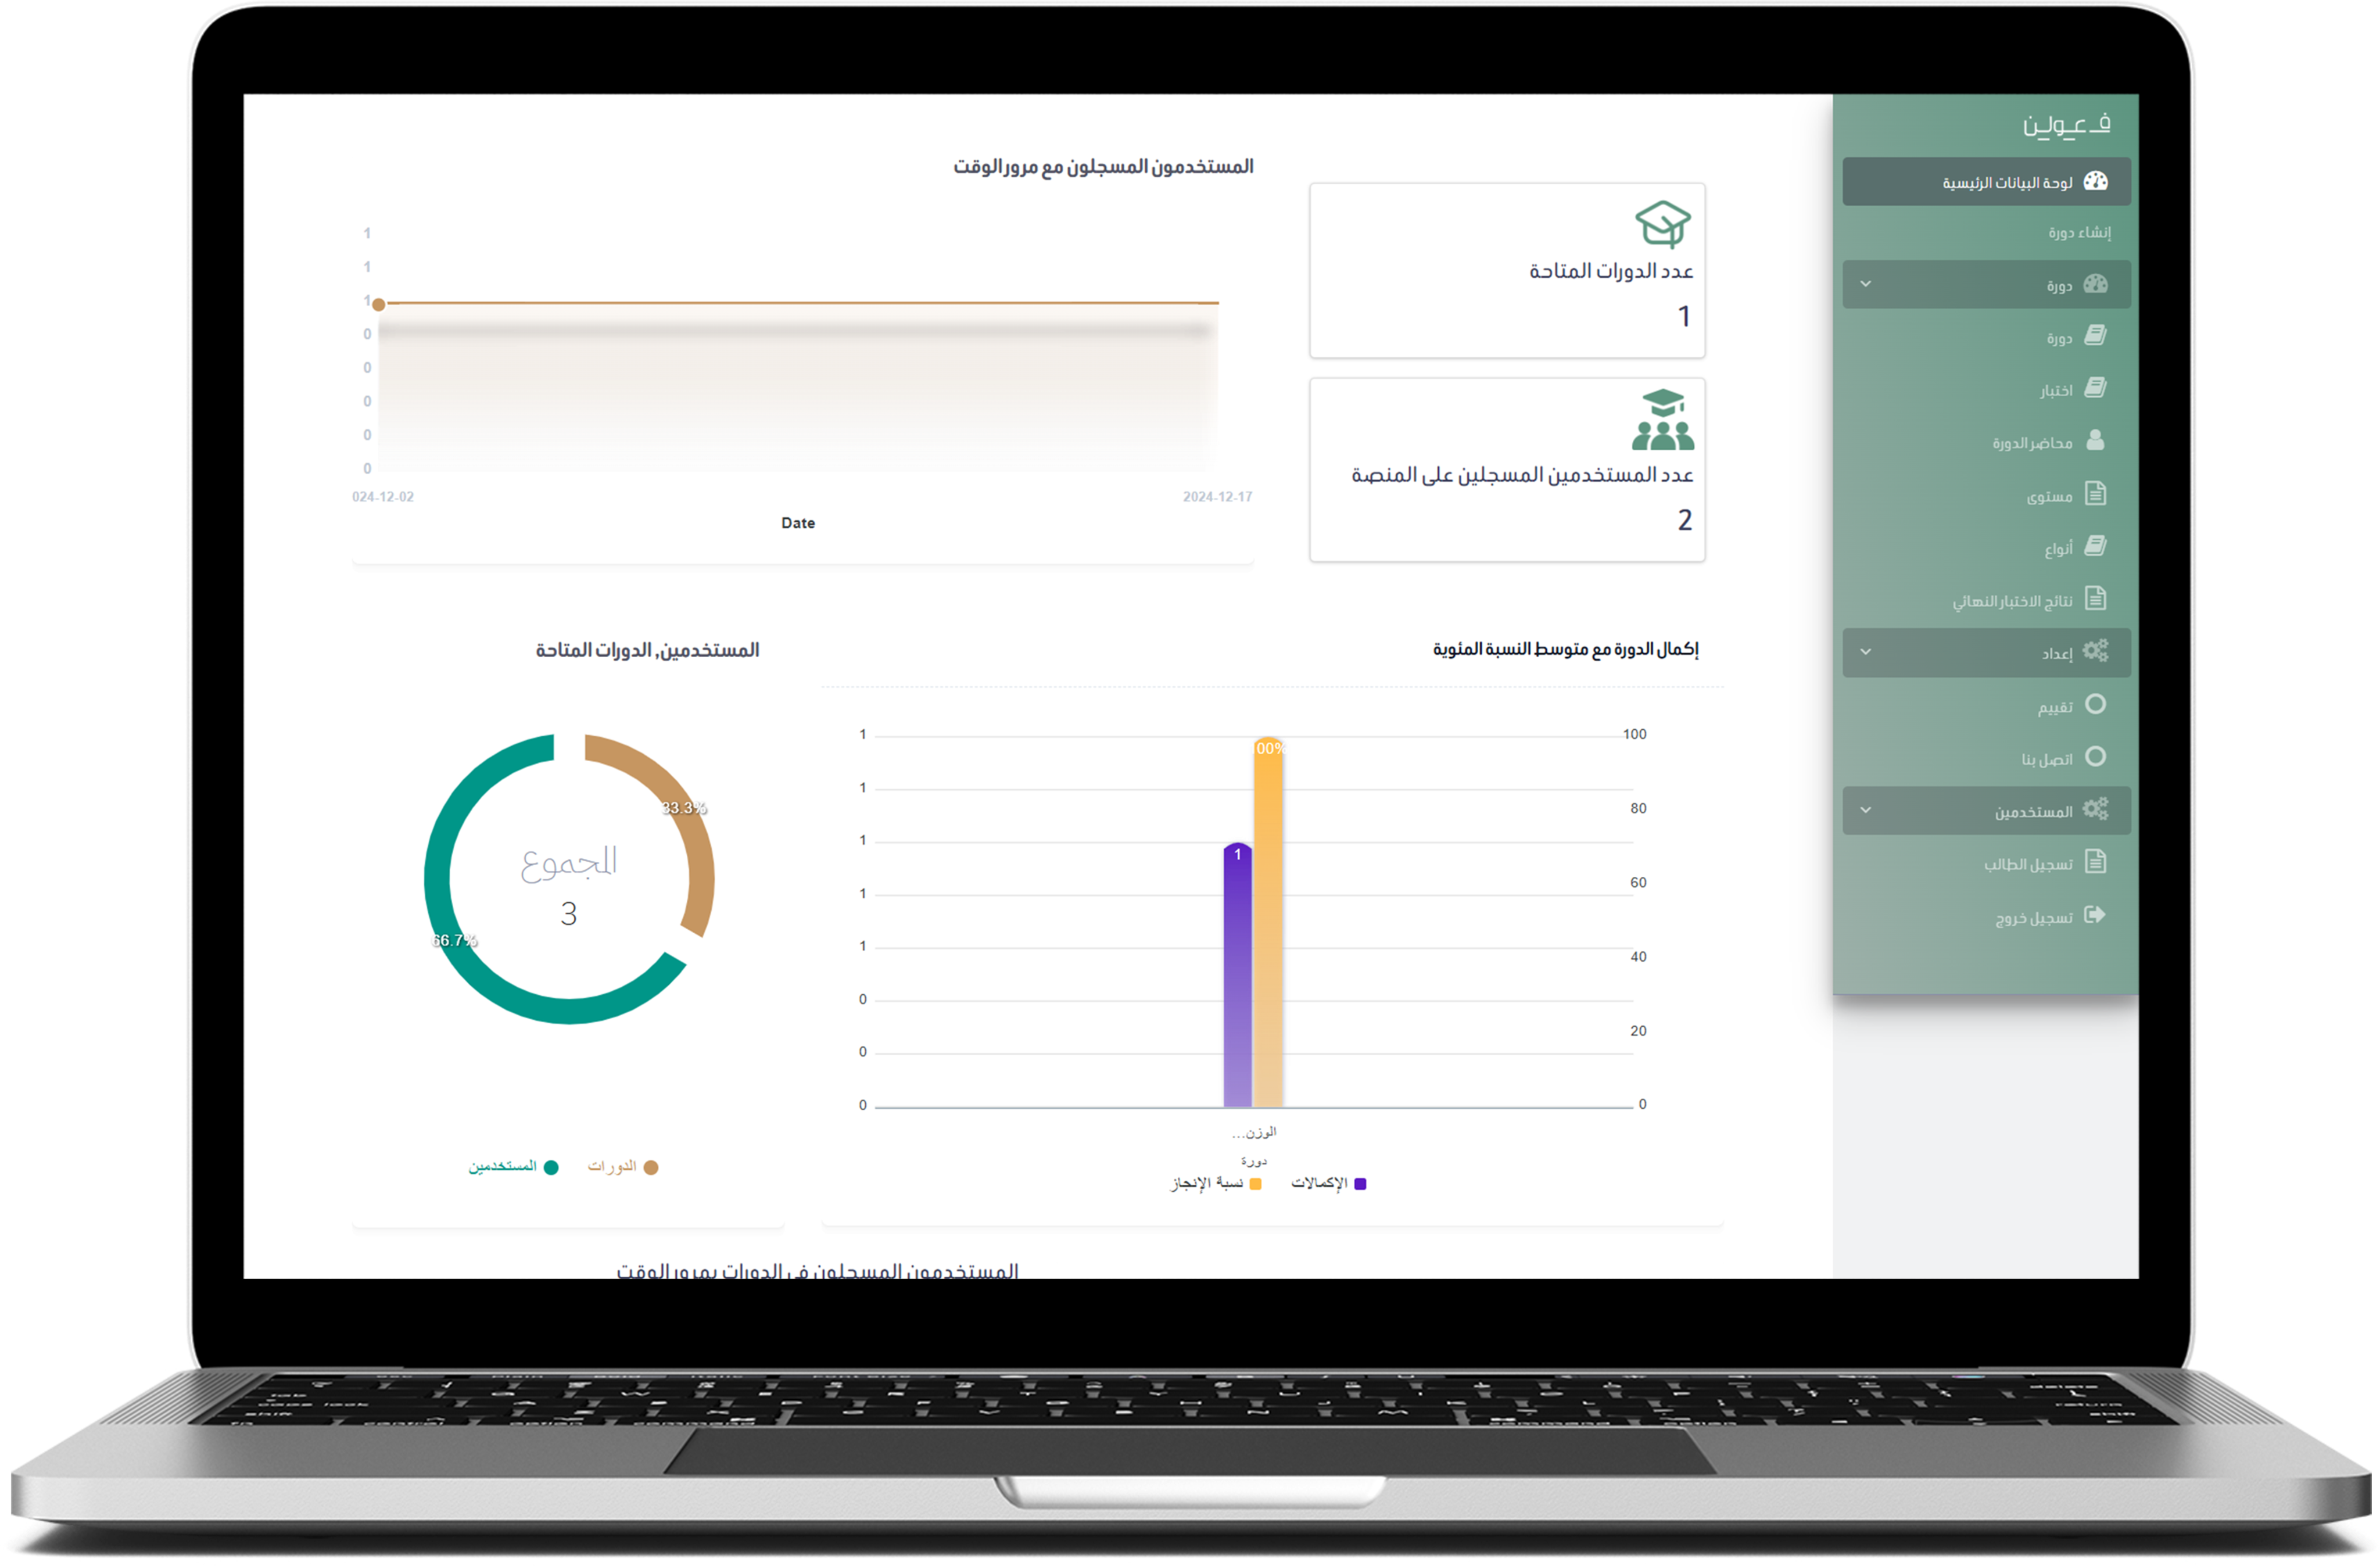 فـعولن
لوحة البيانات الرئيسية
إنشاء دورة
دورة
دورة
اختبار
محاضر الدورة
مستوى
أنواع
نتائج الاختبار النهائي
إعداد
تقييم
اتصل بنا
المستخدمين
تسجيل الطالب
تسجيل خروج
عدد الدورات المتاحة
1
عدد المستخدمين المسجلين على المنصة
2
المستخدمون المسجلون مع مرور الوقت
1
1
1
0
0
0
0
0
024-12-02
2024-12-17
Date
إكمال الدورة مع متوسط النسبة المئوية
1
1
1
1
1
0
0
0
100
80
60
40
20
0
00%
1
الوزن...
دورة
الإكمالات
نسبة الإنجاز
المستخدمين, الدورات المتاحة
33.3%
66.7%
المجموع
3
الدورات
المستخدمين
المستخدمون المسجلون في الدورات بمرور الوقت